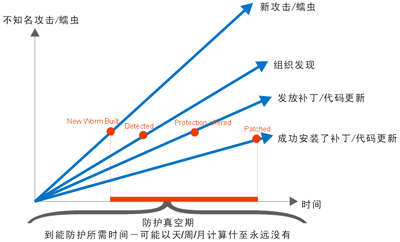 新攻击/蠕虫
不知名攻击/蠕虫
组织发现
发放补丁/代码更新
New Worm Built
Detected
Protection offered
Patched
成功安装了补丁/代码更新
时间
防护真空期
到能防护所需时间－可能以天/周/月计算什至永远没有